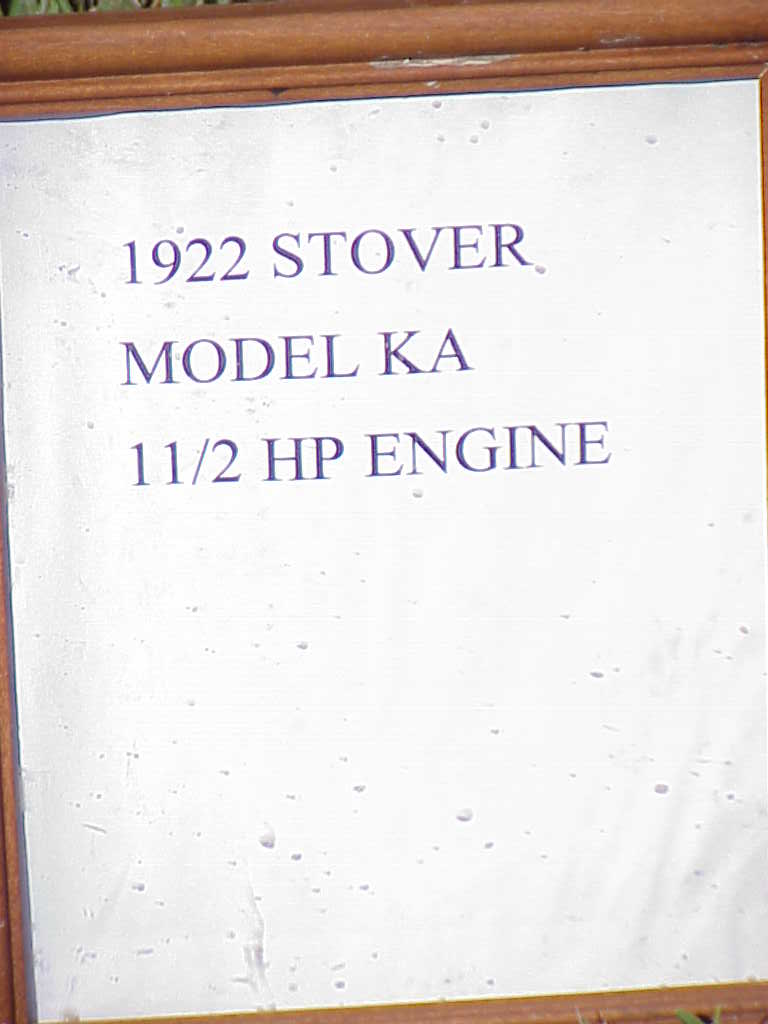 1922 STOVER
MODEL KA
11/2 HP ENGINE